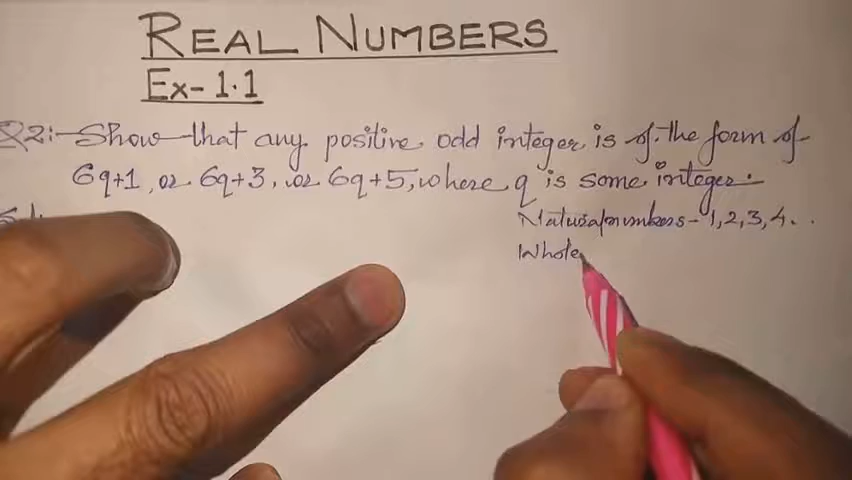 REAL NUMBERS
Ex-1.1
Q2:- Show that any positive odd integer is of the form of
6q+1, or 6q+3, or 6q+5, where q is some integer.
Natural numbers - 1,2,3,4...
Whole